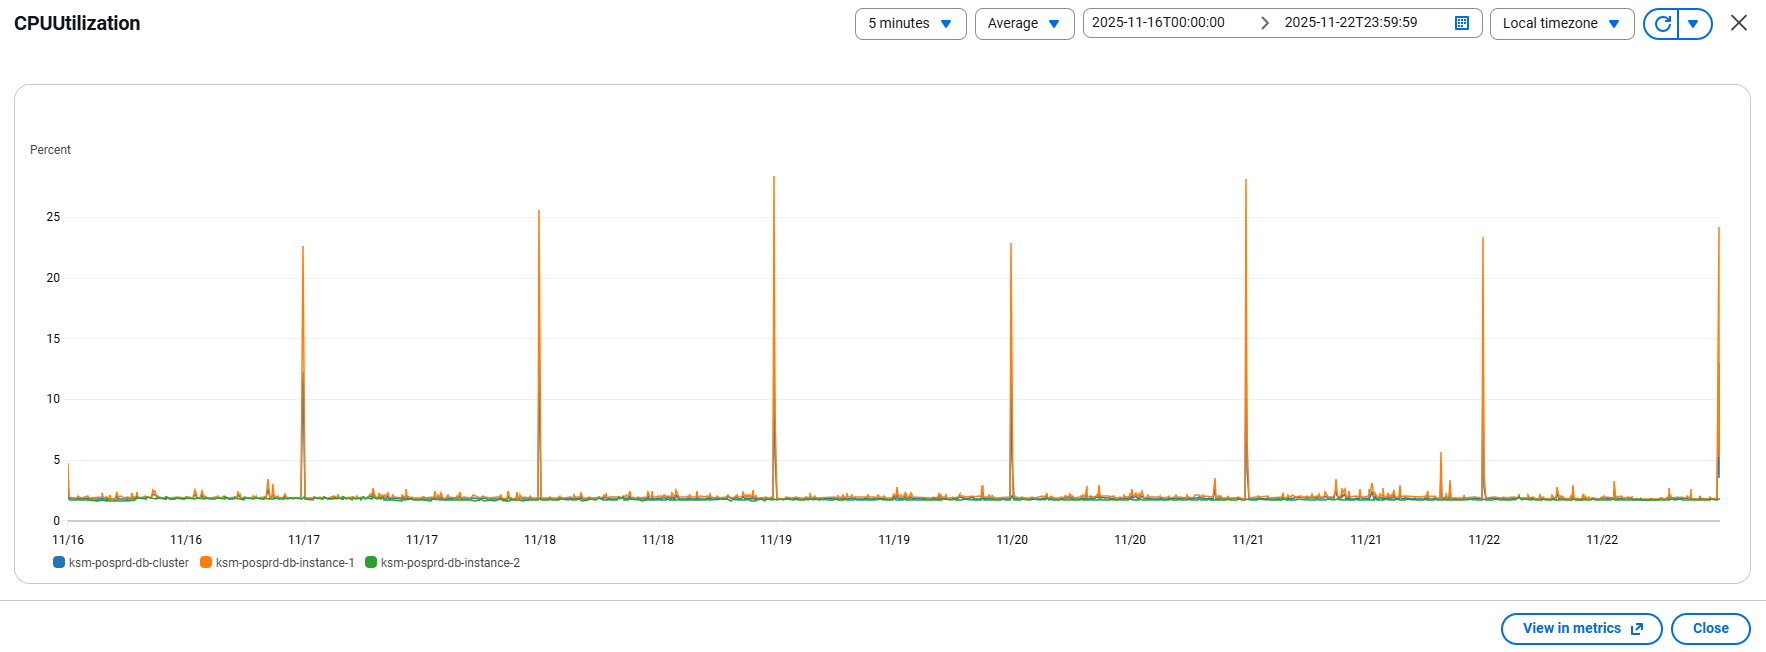 CPUUtilization
5 minutes
Average
2025-11-16T00:00:00
2025-11-22T23:59:59
Local timezone
Percent
25
20
15
10
5
0
11/16 11/16 11/17 11/17 11/18 11/18 11/19 11/19 11/20 11/20 11/21 11/21 11/22 11/22
ksm-posprd-db-cluster ksm-posprd-db-instance-1 ksm-posprd-db-instance-2
View in metrics
Close